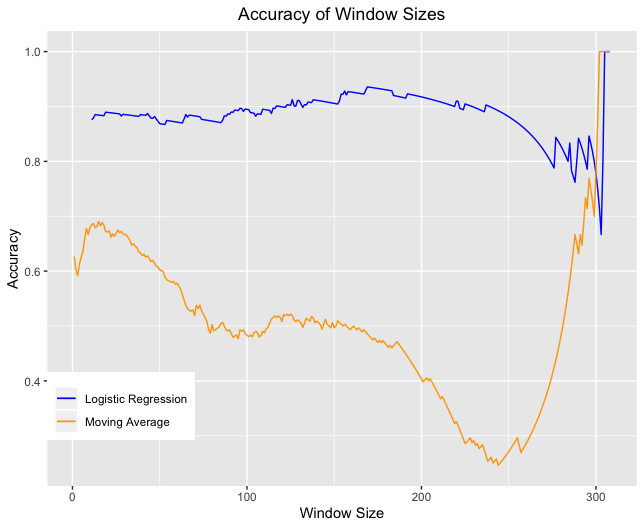 Accuracy of Window Sizes
1.0
0.8
0.6
0.4
Accuracy
Logistic Regression
Moving Average
0
100
200
300
Window Size